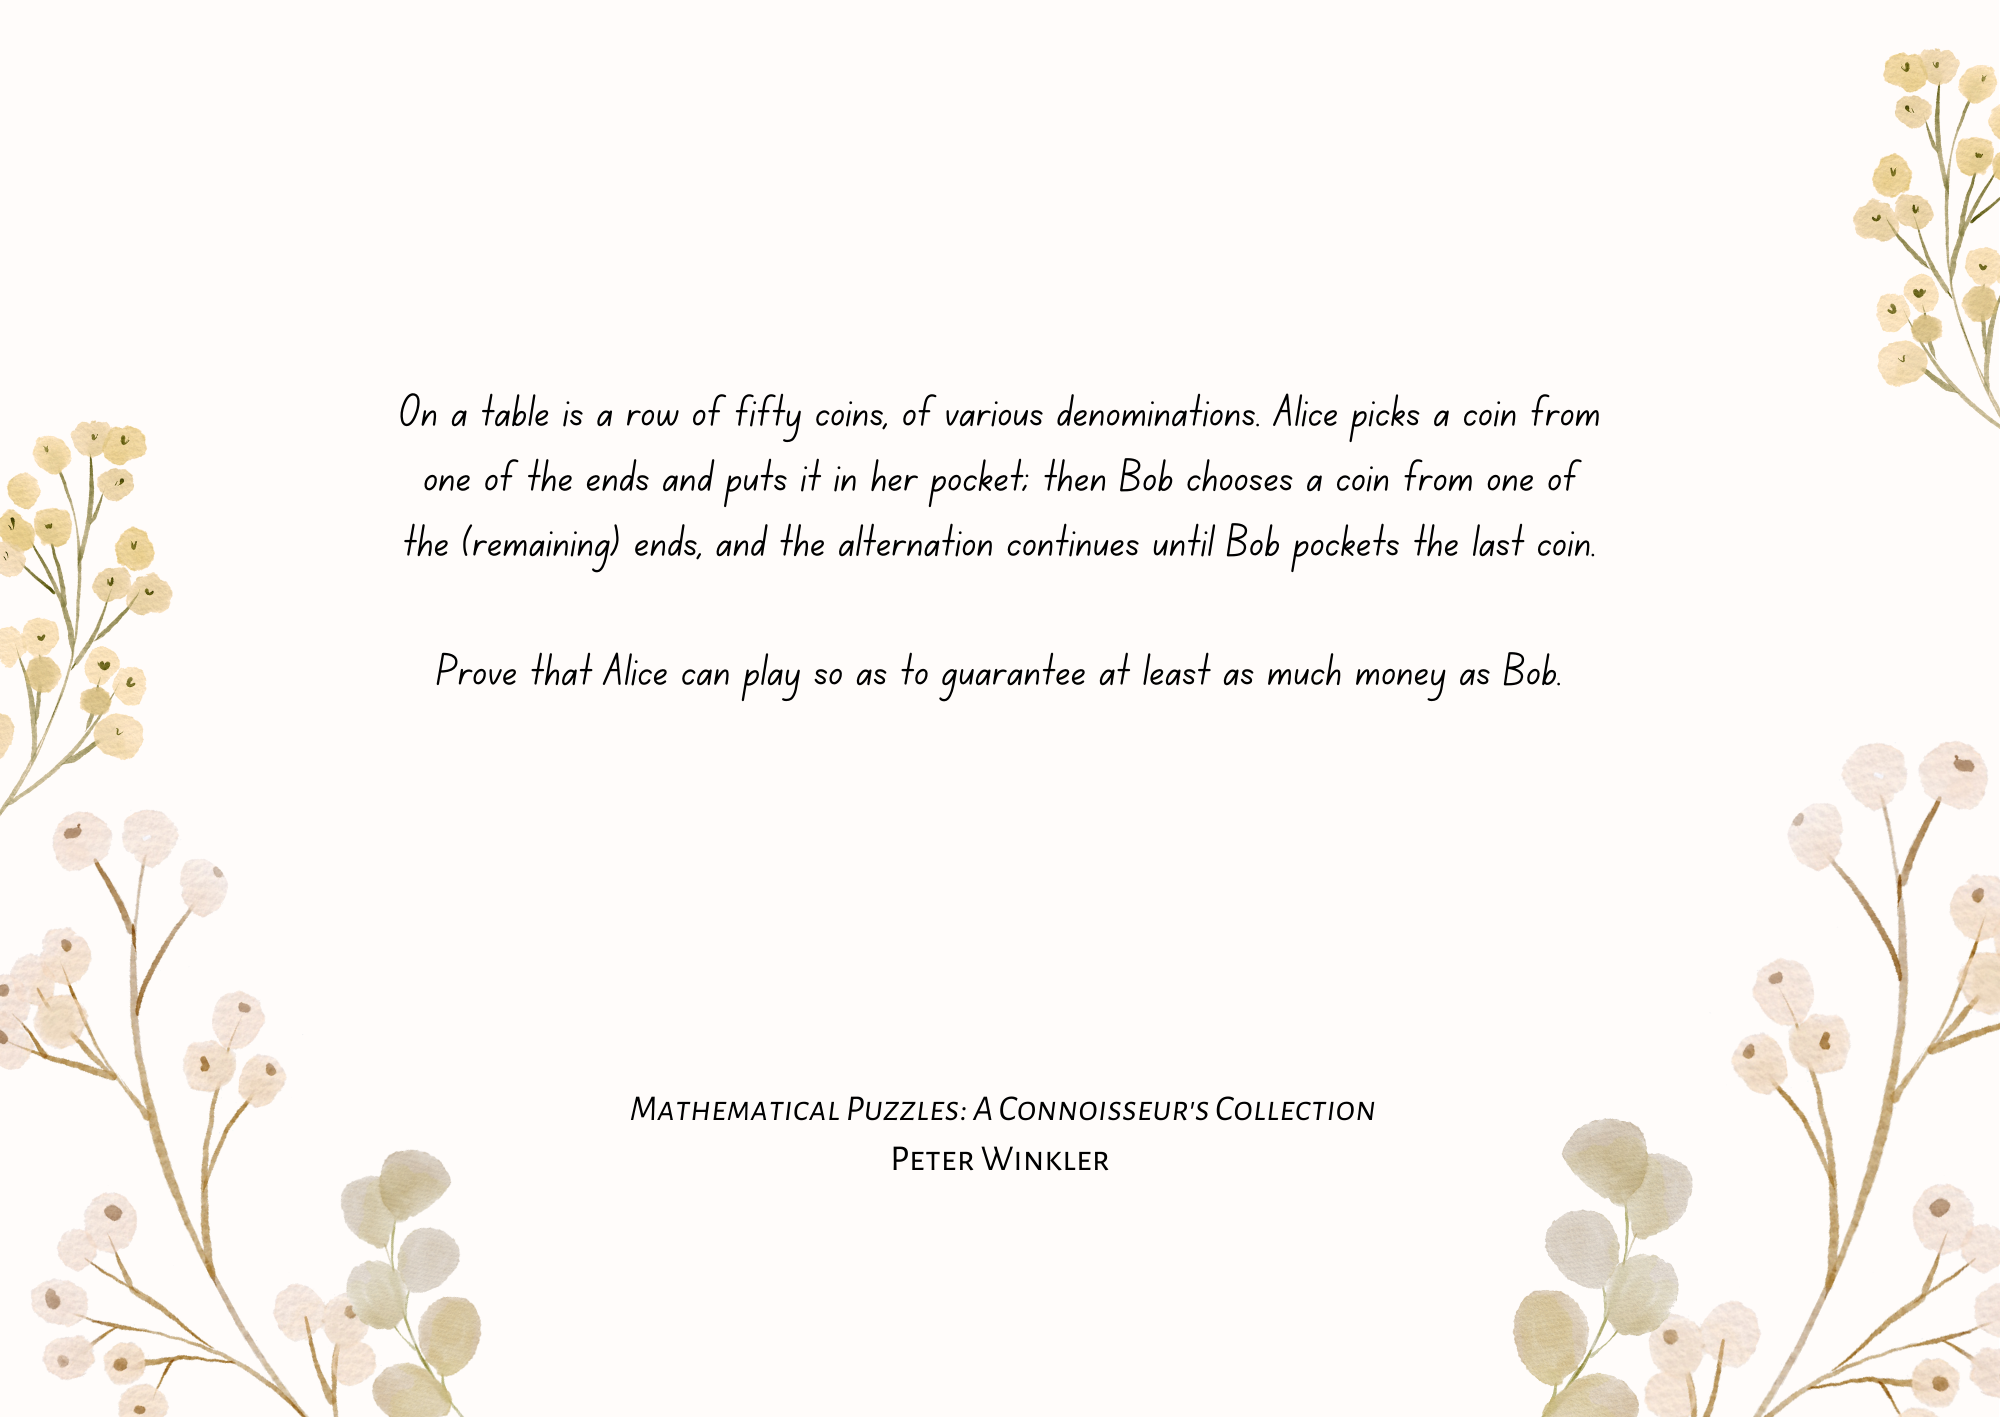 On a table is a row of fifty coins, of various denominations. Alice picks a coin from
one of the ends and puts it in her pocket; then Bob chooses a coin from one of
the (remaining) ends, and the alternation continues until Bob pockets the last coin.
Prove that Alice can play so as to guarantee at least as much money as Bob.
Mathematical Puzzles: A Connoisseur's Collection
Peter Winkler